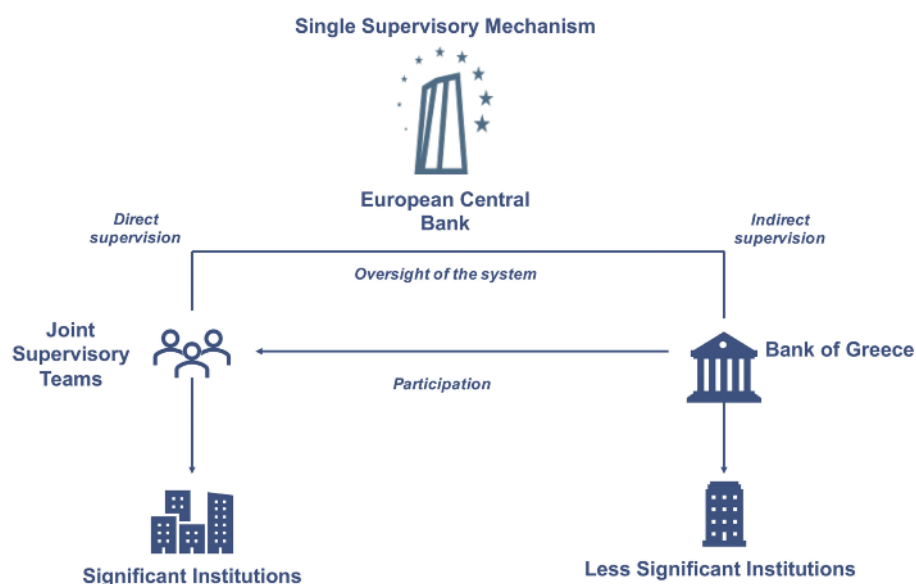 Single Supervisory Mechanism
European Central
Bank
Direct
supervision
Indirect
supervision
Oversight of the system
Joint
Supervisory
Teams
Bank of Greece
Participation
Significant Institutions
Less Significant Institutions